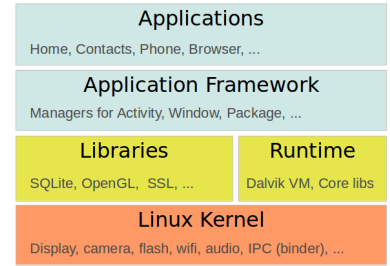 Applications
Home, Contacts, Phone, Browser, ...
Application Framework
Managers for Activity, Window, Package, ...
Libraries
SQLite, OpenGL, SSL, ...
Runtime
Dalvik VM, Core libs
Linux Kernel
Display, camera, flash, wifi, audio, IPC (binder), ...